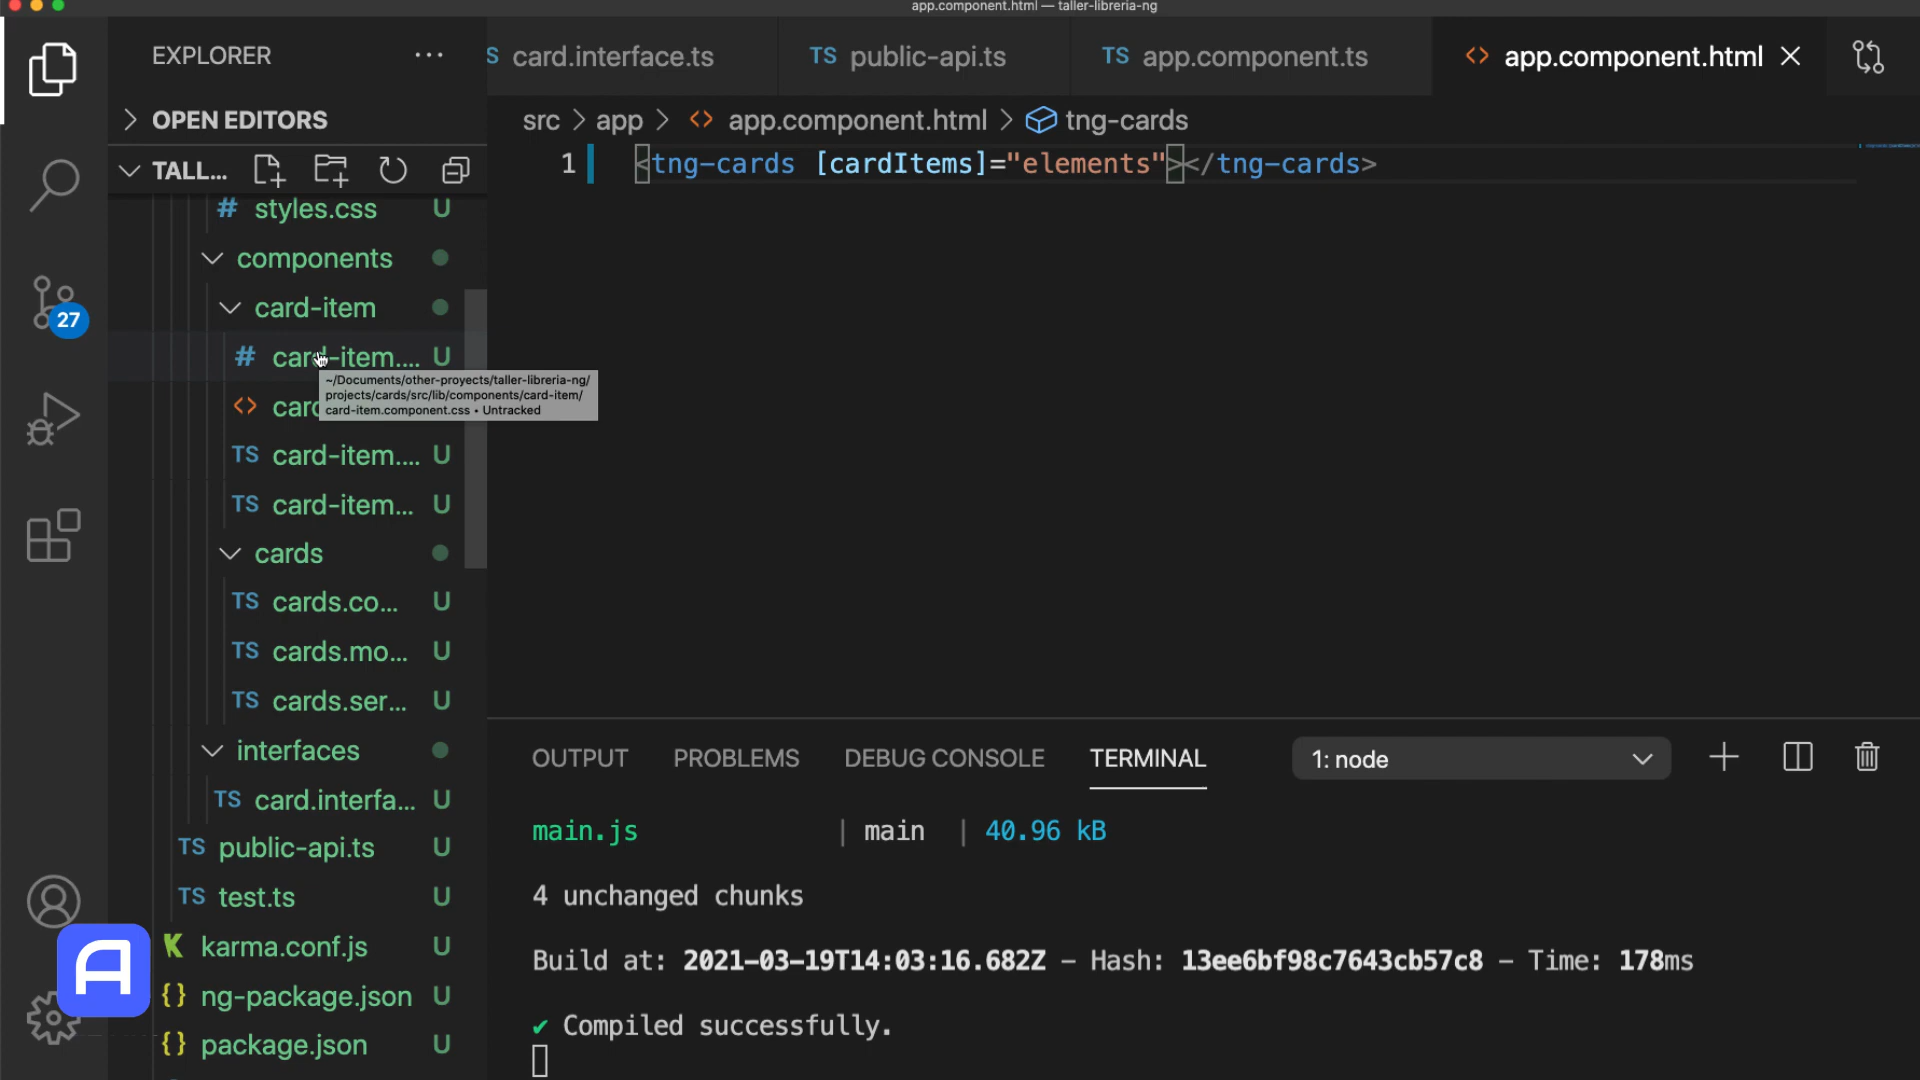 app.component.html — taller-libreria-ng
EXPLORER
card.interface.ts
TS public-api.ts
TS app.component.ts
<> app.component.html
src > app > <> app.component.html > tng-cards
OPEN EDITORS
TALL...
1 <tng-cards [cardItems]="elements"></tng-cards>
# styles.css U
components
card-item
# card-item.... U
~/Documents/other-proyects/taller-libreria-ng/
projects/cards/src/lib/components/card-item/
card-item.component.css • Untracked
<>
TS card-item.... U
TS card-item... U
cards
TS cards.co... U
TS cards.mo... U
TS cards.ser... U
interfaces
TS card.interfa... U
TS public-api.ts U
TS test.ts U
K karma.conf.js U
{} ng-package.json U
{} package.json U
27
A
OUTPUT PROBLEMS DEBUG CONSOLE TERMINAL 1: node
main.js | main | 40.96 kB
4 unchanged chunks
Build at: 2021-03-19T14:03:16.682Z - Hash: 13ee6bf98c7643cb57c8 - Time: 178ms
✔ Compiled successfully.